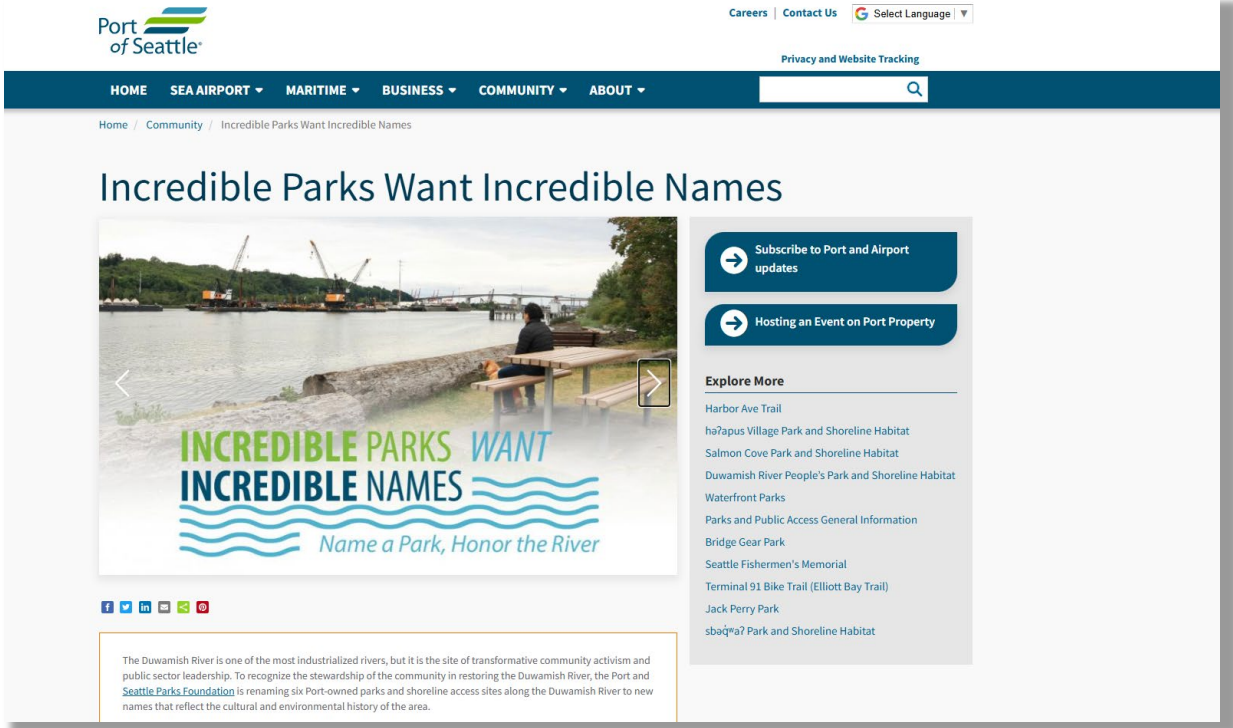 Port
of Seattle
Careers | Contact Us
Select Language ▼
Privacy and Website Tracking
HOME SEA AIRPORT MARITIME BUSINESS COMMUNITY ABOUT
Home / Community / Incredible Parks Want Incredible Names
Incredible Parks Want Incredible Names
INCREDIBLE PARKS WANT
INCREDIBLE NAMES
Name a Park, Honor the River
Subscribe to Port and Airport
updates
Hosting an Event on Port Property
Explore More
Harbor Ave Trail
həʔapus Village Park and Shoreline Habitat
Salmon Cove Park and Shoreline Habitat
Duwamish River People's Park and Shoreline Habitat
Waterfront Parks
Parks and Public Access General Information
Bridge Gear Park
Seattle Fishermen's Memorial
Terminal 91 Bike Trail (Elliott Bay Trail)
Jack Perry Park
sbəq̓ʷaʔ Park and Shoreline Habitat
The Duwamish River is one of the most industrialized rivers, but it is the site of transformative community activism and
public sector leadership. To recognize the stewardship of the community in restoring the Duwamish River, the Port and
Seattle Parks Foundation is renaming six Port-owned parks and shoreline access sites along the Duwamish River to new
names that reflect the cultural and environmental history of the area.